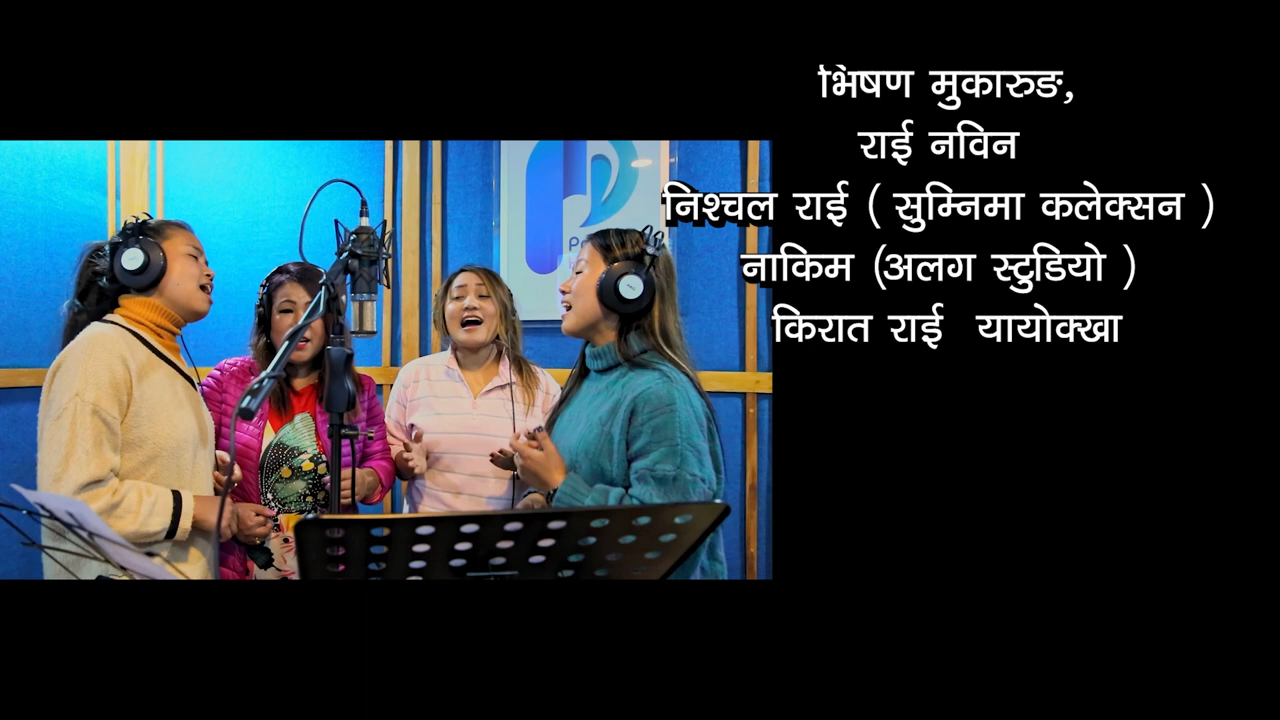 भिषण मुकारुङ,
राई नविन
निश्चल राई ( सुम्निमा कलेक्सन )
नाकिम (अलग स्टुडियो )
किरात राई यायोक्खा